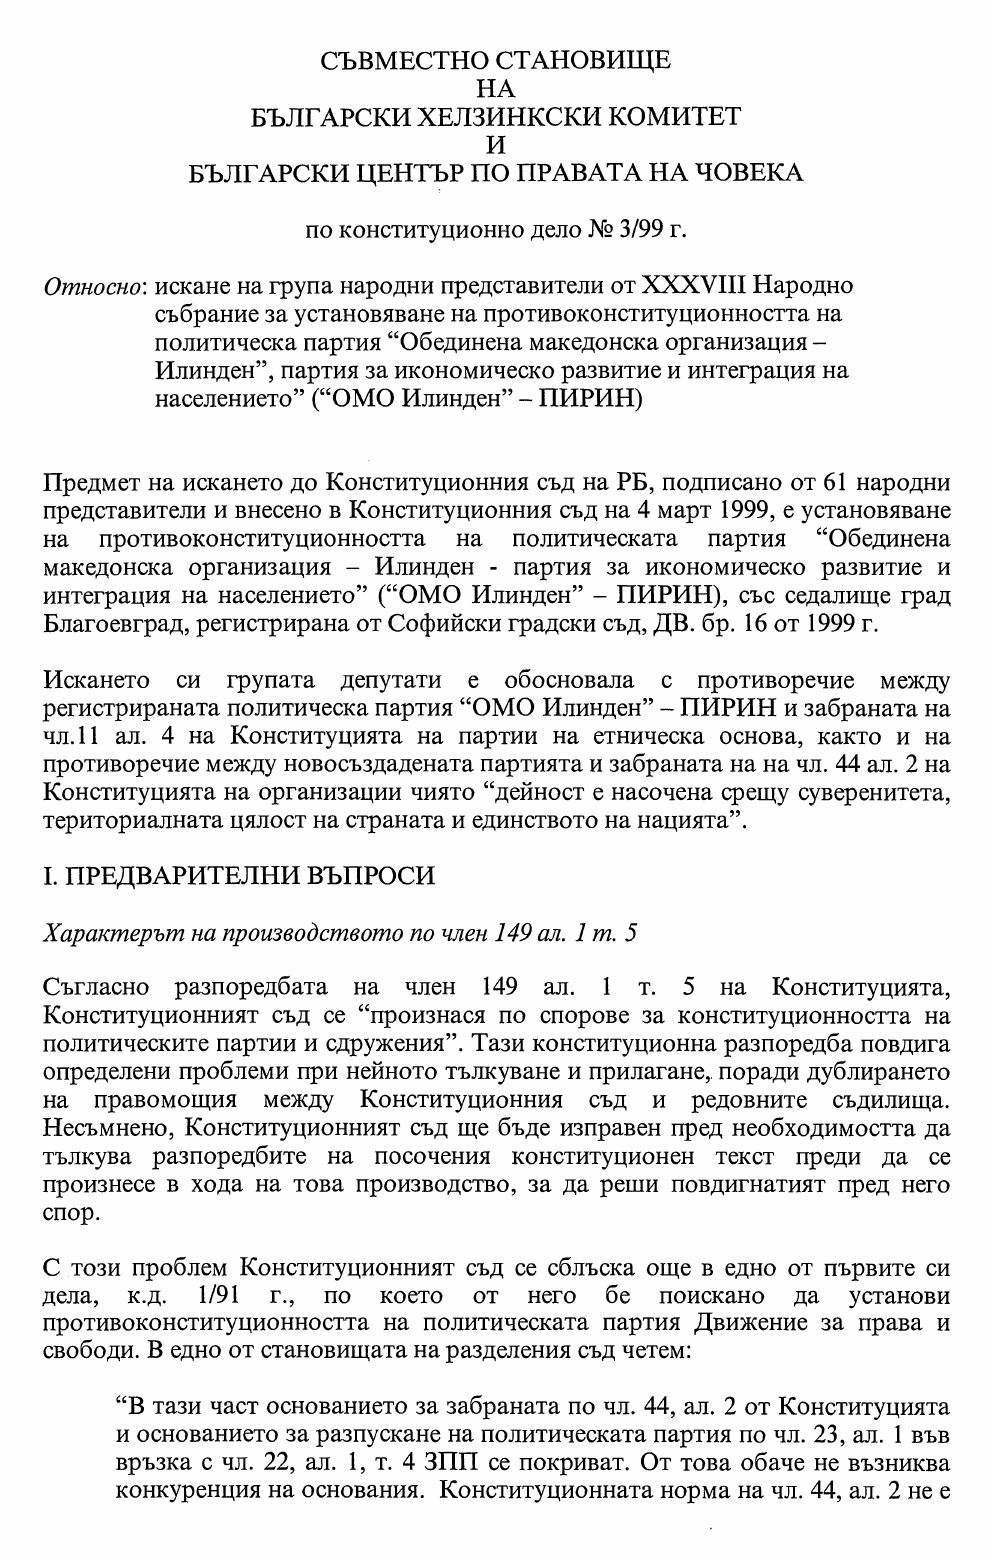 СЪВМЕСТНО СТАНОВИЩЕ
НА
БЪЛГАРСКИ ХЕЛЗИНКСКИ КОМИТЕТ
И
БЪЛГАРСКИ ЦЕНТЪР ПО ПРАВАТА НА ЧОВЕКА
по конституционно дело № 3/99 г.
Относно: искане на група народни представители от XXXVIII Народно
събрание за установяване на противоконституционността на
политическа партия “Обединена македонска организация –
Илинден”, партия за икономическо развитие и интеграция на
населението” (“ОМО Илинден” – ПИРИН)
Предмет на искането до Конституционния съд на РБ, подписано от 61 народни
представители и внесено в Конституционния съд на 4 март 1999, е установяване
на противоконституционността на политическата партия “Обединена
македонска организация – Илинден - партия за икономическо развитие и
интеграция на населението” (“ОМО Илинден” – ПИРИН), със седалище град
Благоевград, регистрирана от Софийски градски съд, ДВ. бр. 16 от 1999 г.
Искането си групата депутати е обосновала с противоречие между
регистрираната политическа партия “ОМО Илинден” – ПИРИН и забраната на
чл.11 ал. 4 на Конституцията на партии на етническа основа, както и на
противоречие между новосъздадената партията и забраната на на чл. 44 ал. 2 на
Конституцията на организации чиято “дейност е насочена срещу суверенитета,
териториалната цялост на страната и единството на нацията”.
I. ПРЕДВАРИТЕЛНИ ВЪПРОСИ
Характерът на производството по член 149 ал. 1 т. 5
Съгласно разпоредбата на член 149 ал. 1 т. 5 на Конституцията,
Конституционният съд се “произнася по спорове за конституционността на
политическите партии и сдружения”. Тази конституционна разпоредба повдига
определени проблеми при нейното тълкуване и прилагане, поради дублирането
на правомощия между Конституционния съд и редовните съдилища.
Несъмнено, Конституционният съд ще бъде изправен пред необходимостта да
тълкува разпоредбите на посочения конституционен текст преди да се
произнесе в хода на това производство, за да реши повдигнатият пред него
спор.
С този проблем Конституционният съд се сблъска още в едно от първите си
дела, к.д. 1/91 г., по което от него бе поискано да установи
противоконституционността на политическата партия Движение за права и
свободи. В едно от становищата на разделения съд четем:
“В тази част основанието за забраната по чл. 44, ал. 2 от Конституцията
и основанието за разпускане на политическата партия по чл. 23, ал. 1 във
връзка с чл. 22, ал. 1, т. 4 ЗПП се покриват. От това обаче не възниква
конкуренция на основания. Конституционната норма на чл. 44, ал. 2 не е